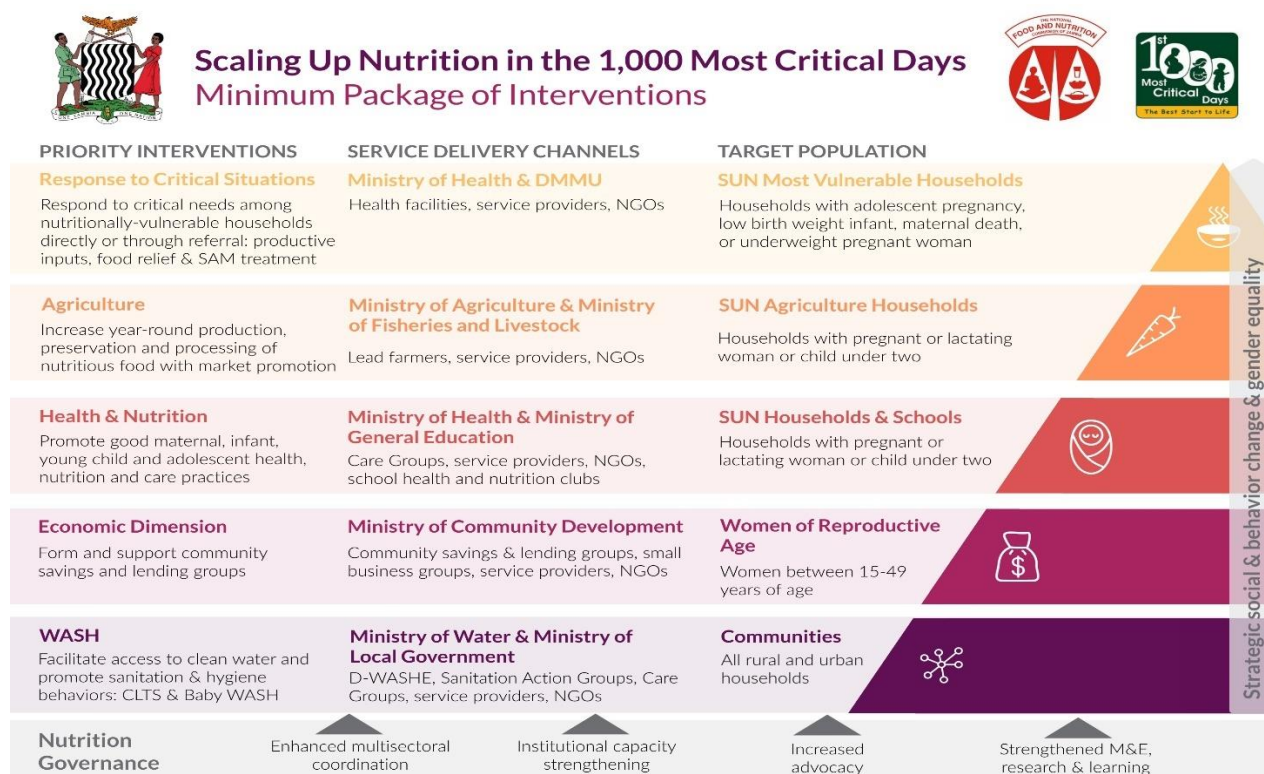 Scaling Up Nutrition in the 1,000 Most Critical Days
Minimum Package of Interventions
ONE ZAMBIA ONE NATION
THE NATIONAL
FOOD AND NUTRITION
COMMISSION OF ZAMBIA
1st
1000
Most
Critical
Days
The Best Start to Life
PRIORITY INTERVENTIONS
SERVICE DELIVERY CHANNELS
TARGET POPULATION
Response to Critical Situations
Respond to critical needs among
nutritionally-vulnerable households
directly or through referral: productive
inputs, food relief & SAM treatment
Ministry of Health & DMMU
Health facilities, service providers, NGOs
SUN Most Vulnerable Households
Households with adolescent pregnancy,
low birth weight infant, maternal death,
or underweight pregnant woman
Agriculture
Increase year-round production,
preservation and processing of
nutritious food with market promotion
Ministry of Agriculture & Ministry
of Fisheries and Livestock
Lead farmers, service providers, NGOs
SUN Agriculture Households
Households with pregnant or lactating
woman or child under two
Health & Nutrition
Promote good maternal, infant,
young child and adolescent health,
nutrition and care practices
Ministry of Health & Ministry of
General Education
Care Groups, service providers, NGOs,
school health and nutrition clubs
SUN Households & Schools
Households with pregnant or
lactating woman or child under two
Economic Dimension
Form and support community
savings and lending groups
Ministry of Community Development
Community savings & lending groups, small
business groups, service providers, NGOs
Women of Reproductive
Age
Women between 15-49
years of age
$
WASH
Facilitate access to clean water and
promote sanitation & hygiene
behaviors: CLTS & Baby WASH
Ministry of Water & Ministry of
Local Government
D-WASHE, Sanitation Action Groups, Care
Groups, service providers, NGOs
Communities
All rural and urban
households
Strategic social & behavior change & gender equality
Nutrition
Governance
Enhanced multisectoral
coordination
Institutional capacity
strengthening
Increased
advocacy
Strengthened M&E,
research & learning